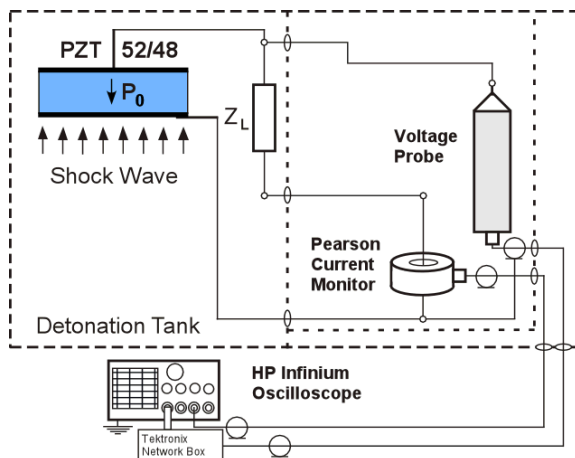 PZT 52/48
P0
ZL
Shock Wave
Voltage
Probe
Pearson
Current
Monitor
Detonation Tank
HP Infinium
Oscilloscope
Tektronix
Network Box